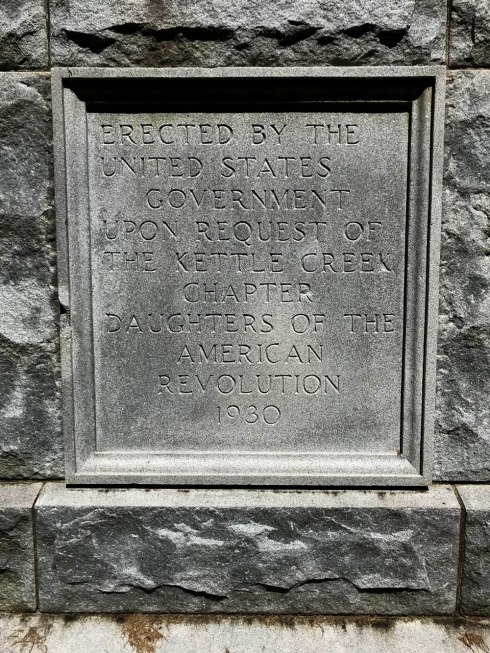 ERECTED BY THE
UNITED STATES
GOVERNMENT
UPON REQUEST OF
THE KETTLE CREEK
CHAPTER
DAUGHTERS OF THE
AMERICAN
REVOLUTION
1930